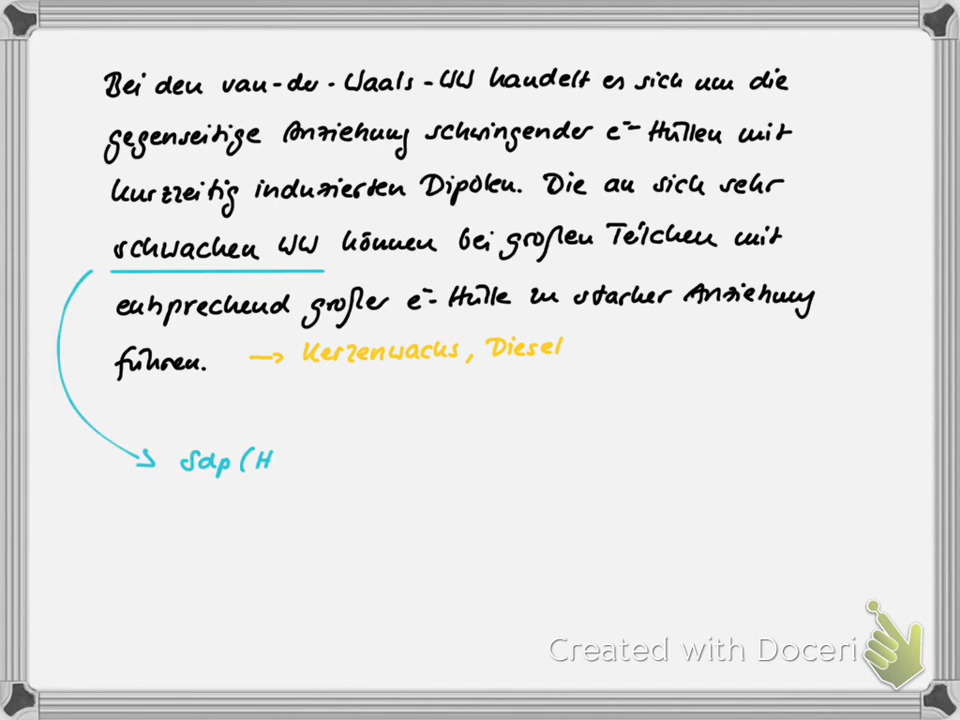 Bei den van-der-Waals-WW handelt es sich um die
gegenseitige Anziehung schwingender e⁻-Hüllen mit
kurzzeitig induzierten Dipolen. Die an sich sehr
schwachen WW können bei großen Teilchen mit
entsprechend großer e⁻-Hülle zu starker Anziehung
führen. → Kerzenwachs, Diesel
→ Sdp (H
Created with Doceri